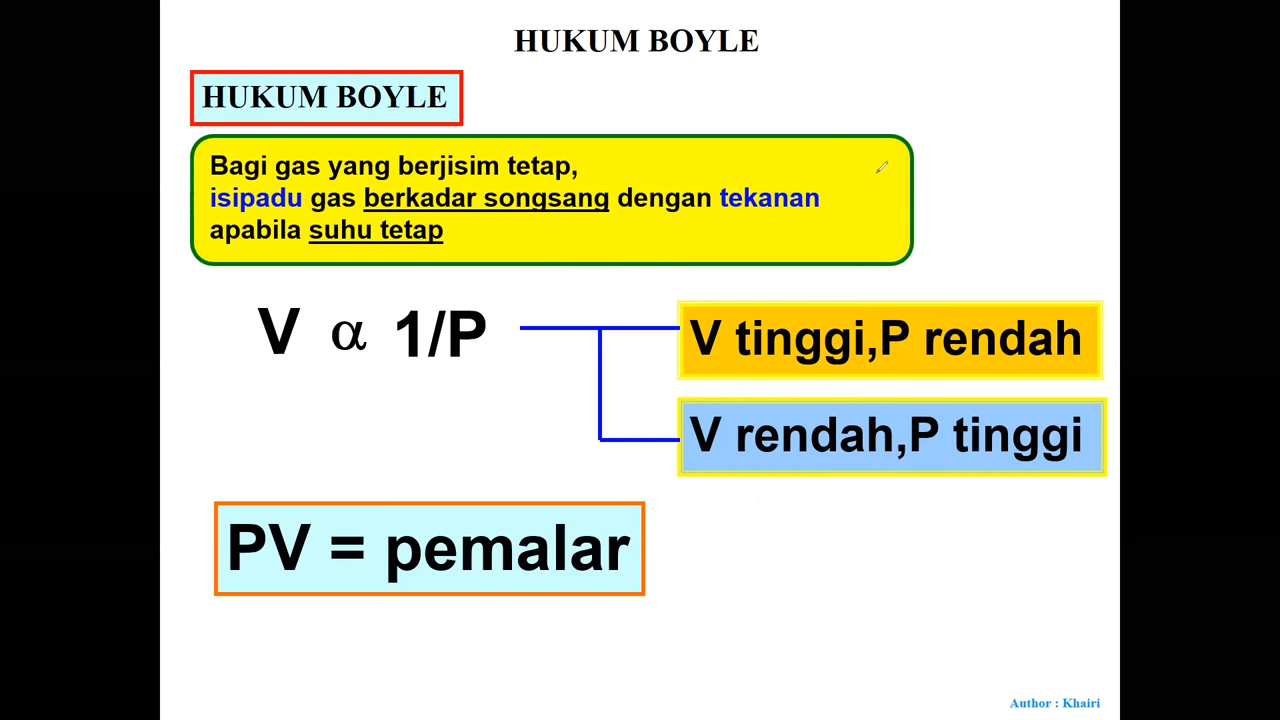 HUKUM BOYLE
HUKUM BOYLE
Bagi gas yang berjisim tetap,
isipadu gas berkadar songsang dengan tekanan
apabila suhu tetap
V α 1/P
V tinggi,P rendah
V rendah,P tinggi
PV = pemalar
Author : Khairi